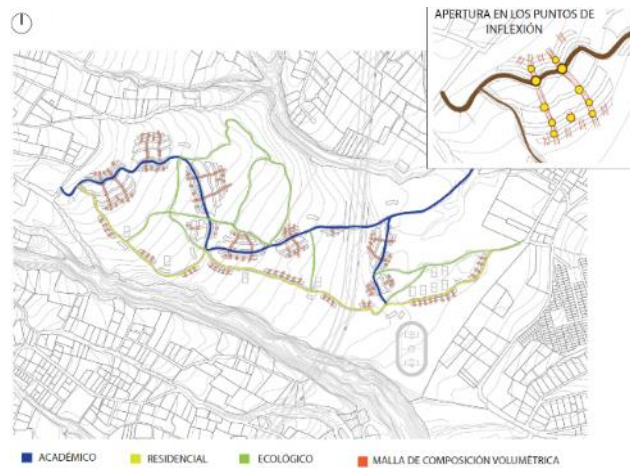 APERTURA EN LOS PUNTOS DE
INFLEXIÓN
ACADÉMICO
RESIDENCIAL
ECOLÓGICO
MALLA DE COMPOSICIÓN VOLUMÉTRICA